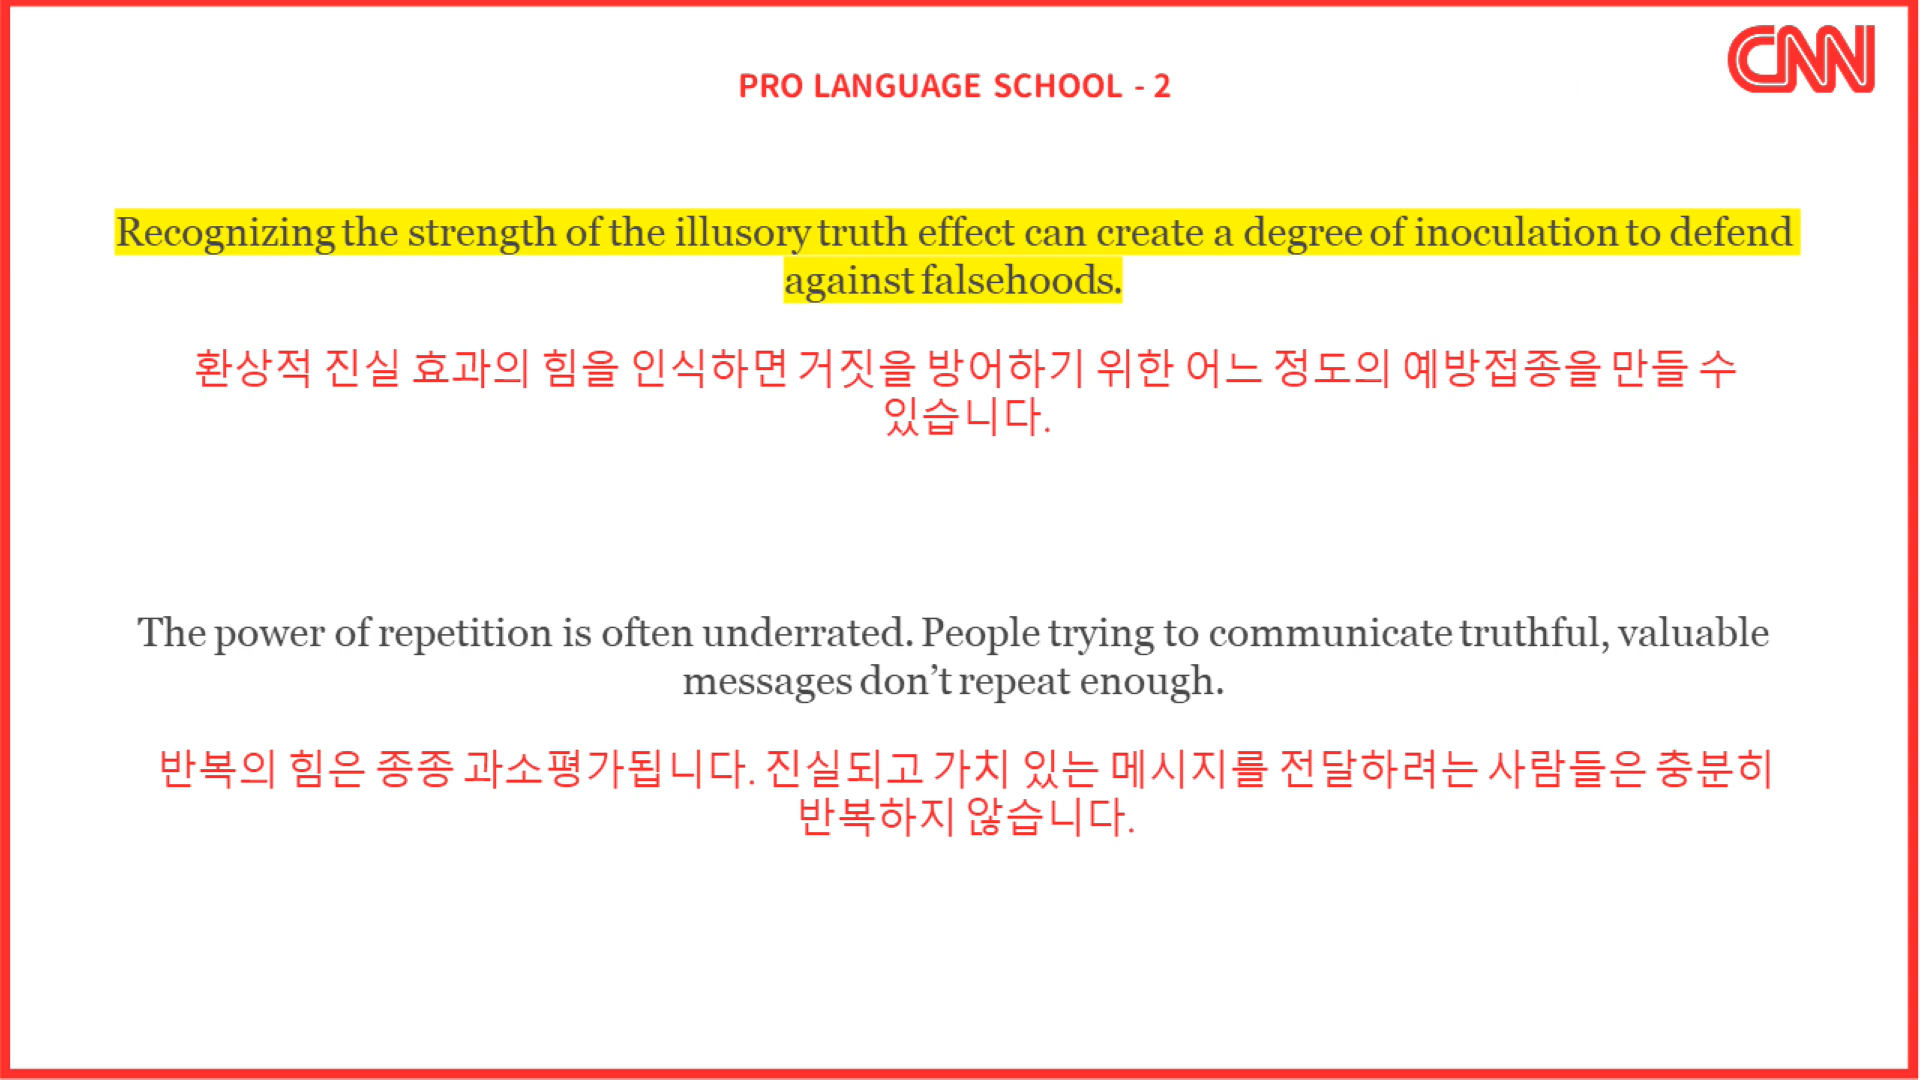 CNN
PRO LANGUAGE SCHOOL - 2
Recognizing the strength of the illusory truth effect can create a degree of inoculation to defend
against falsehoods.
환상적 진실 효과의 힘을 인식하면 거짓을 방어하기 위한 어느 정도의 예방접종을 만들 수
있습니다.
The power of repetition is often underrated. People trying to communicate truthful, valuable
messages don’t repeat enough.
반복의 힘은 종종 과소평가됩니다. 진실되고 가치 있는 메시지를 전달하려는 사람들은 충분히
반복하지 않습니다.